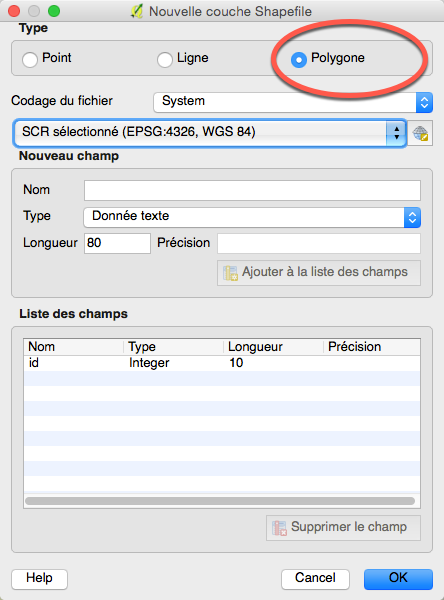 Nouvelle couche Shapefile
Type
Point Ligne Polygone
Codage du fichier System
SCR sélectionné (EPSG:4326, WGS 84)
Nouveau champ
Nom
Type Donnée texte
Longueur 80 Précision
Ajouter à la liste des champs
Liste des champs
Nom Type Longueur Précision
id Integer 10
Supprimer le champ
Help Cancel OK